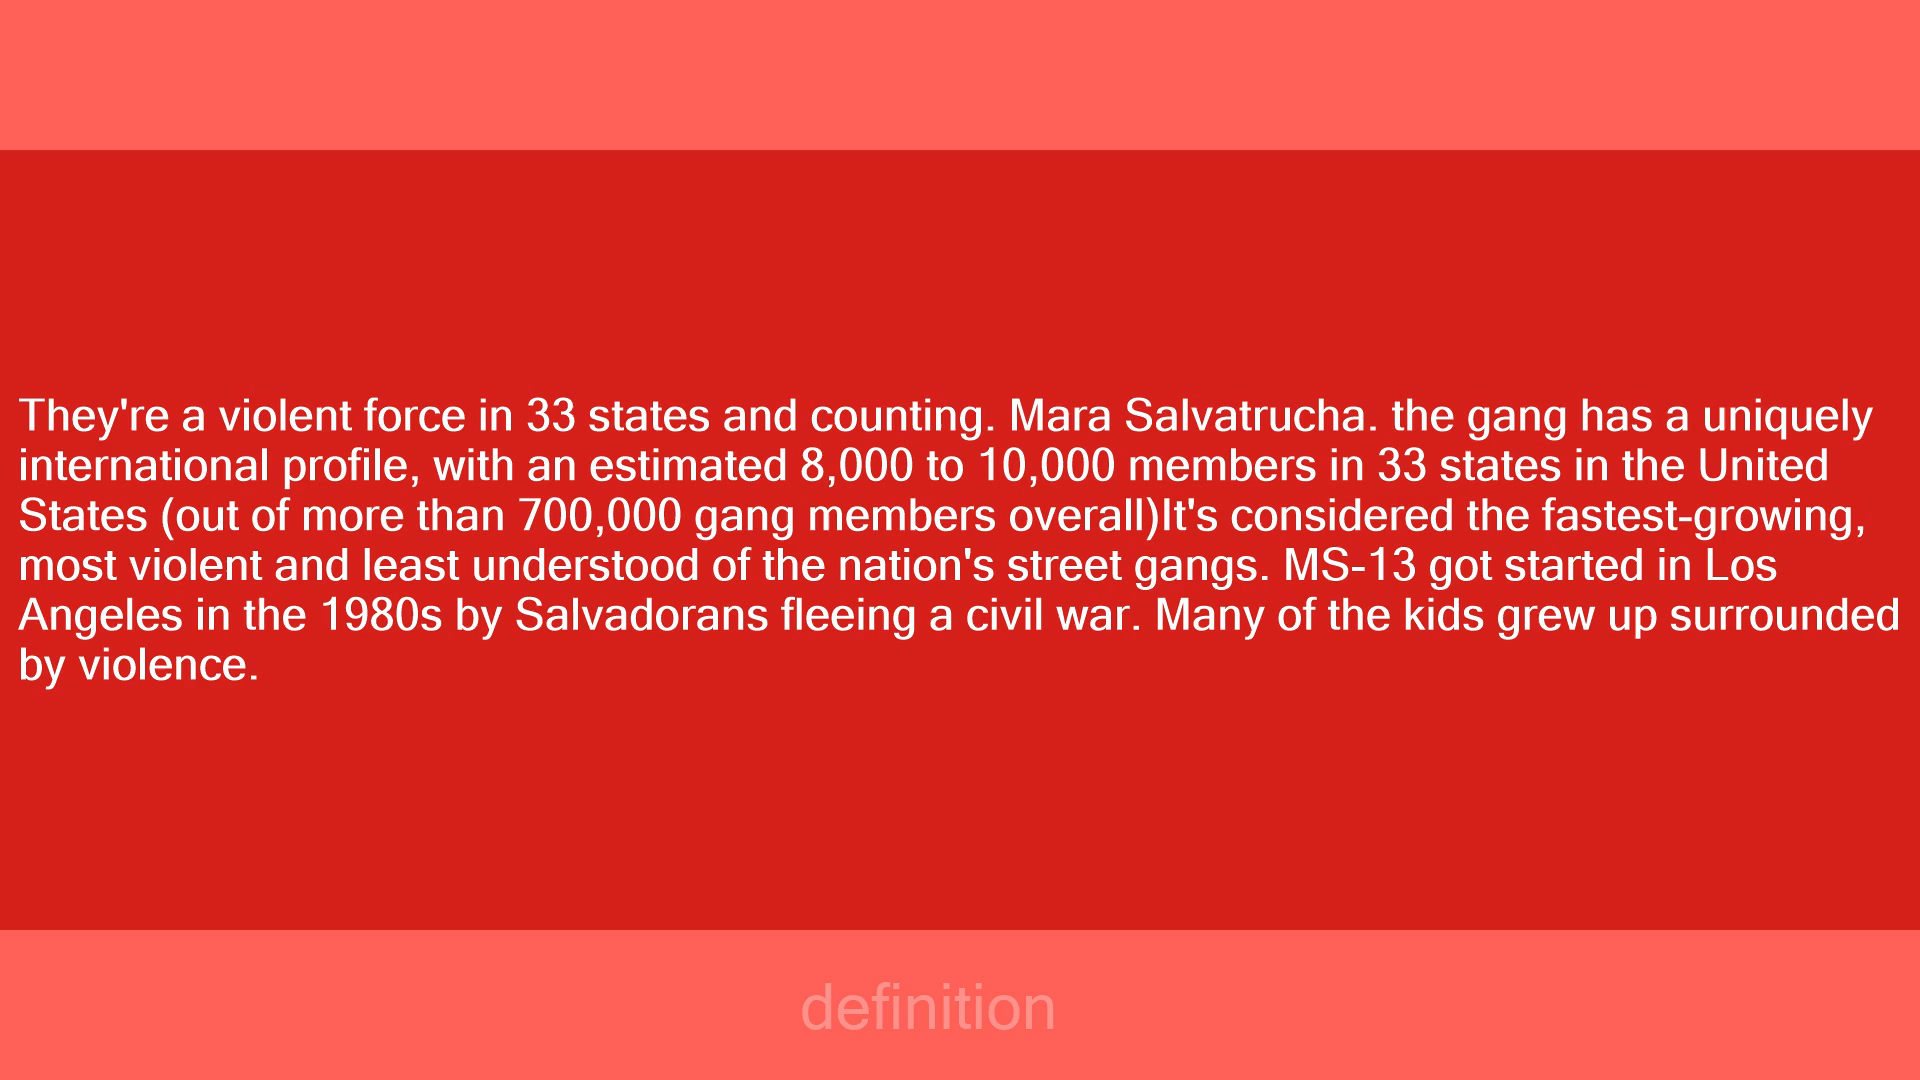 They're a violent force in 33 states and counting. Mara Salvatrucha. the gang has a uniquely
international profile, with an estimated 8,000 to 10,000 members in 33 states in the United
States (out of more than 700,000 gang members overall)It's considered the fastest-growing,
most violent and least understood of the nation's street gangs. MS-13 got started in Los
Angeles in the 1980s by Salvadorans fleeing a civil war. Many of the kids grew up surrounded
by violence.
definition